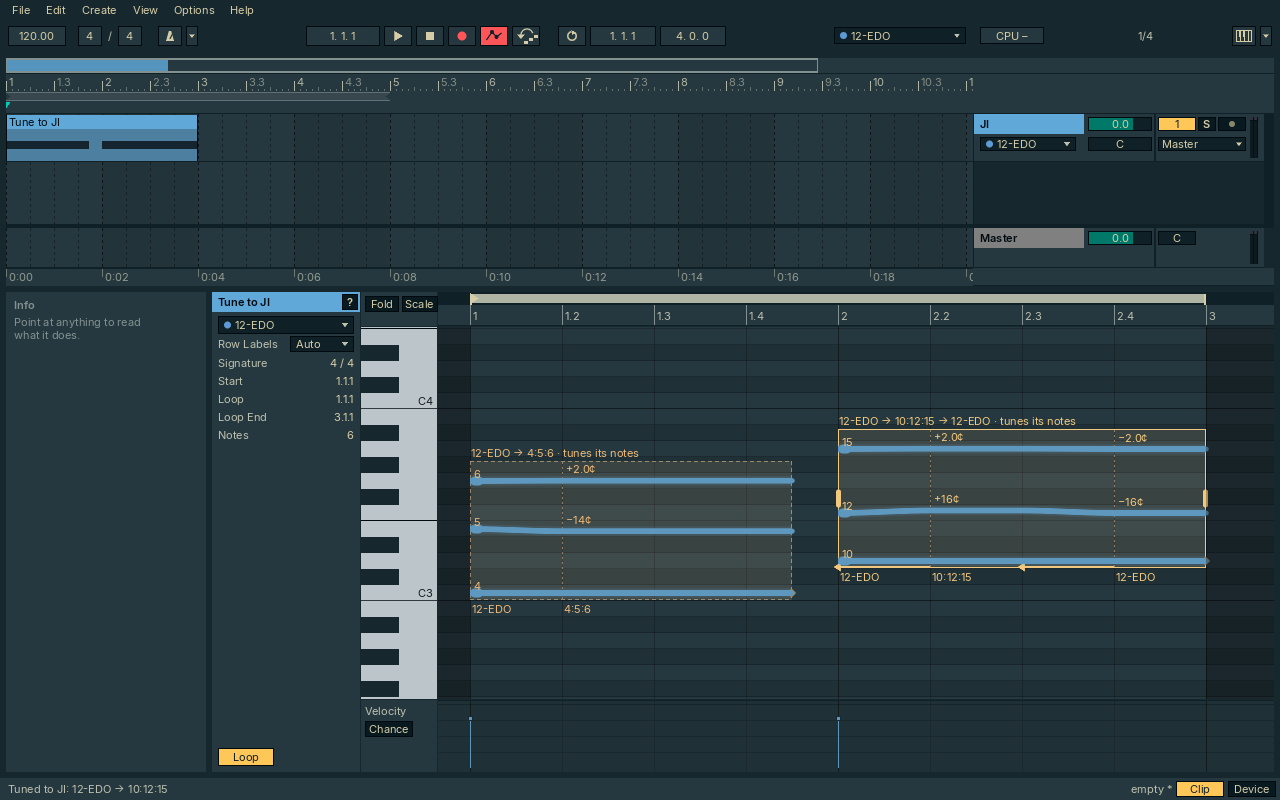 File Edit Create View Options Help
120.00 4 / 4 1. 1. 1 1. 1. 1 4. 0. 0 12-EDO CPU – 1/4
1 1.3 2 2.3 3 3.3 4 4.3 5 5.3 6 6.3 7 7.3 8 8.3 9 9.3 10 10.3 1
Tune to JI
JI 0.0 1 S
12-EDO C Master
Master 0.0 C
0:00 0:02 0:04 0:06 0:08 0:10 0:12 0:14 0:16 0:18 0
Info
Point at anything to read
what it does.
Tune to JI ?
12-EDO
Row Labels Auto
Signature 4 / 4
Start 1.1.1
Loop 1.1.1
Loop End 3.1.1
Notes 6
Loop
Fold Scale
1 1.2 1.3 1.4 2 2.2 2.3 2.4 3
C4
C3
12-EDO → 4:5:6 · tunes its notes
6 +2.0¢
5 −14¢
4
12-EDO 4:5:6
12-EDO → 10:12:15 → 12-EDO · tunes its notes
15 +2.0¢ −2.0¢
12 +16¢ −16¢
10
12-EDO 10:12:15 12-EDO
Velocity
Chance
Tuned to JI: 12-EDO → 10:12:15
empty * Clip Device